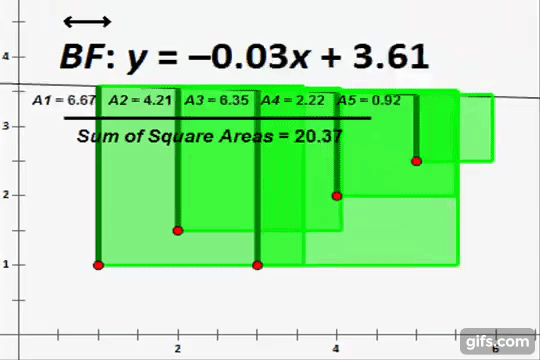 BF: y = –0.03x + 3.61
A1 = 6.67 A2 = 4.21 A3 = 6.35 A4 = 2.22 A5 = 0.92
Sum of Square Areas = 20.37
4
3
2
1
2 4 6
gifs.com